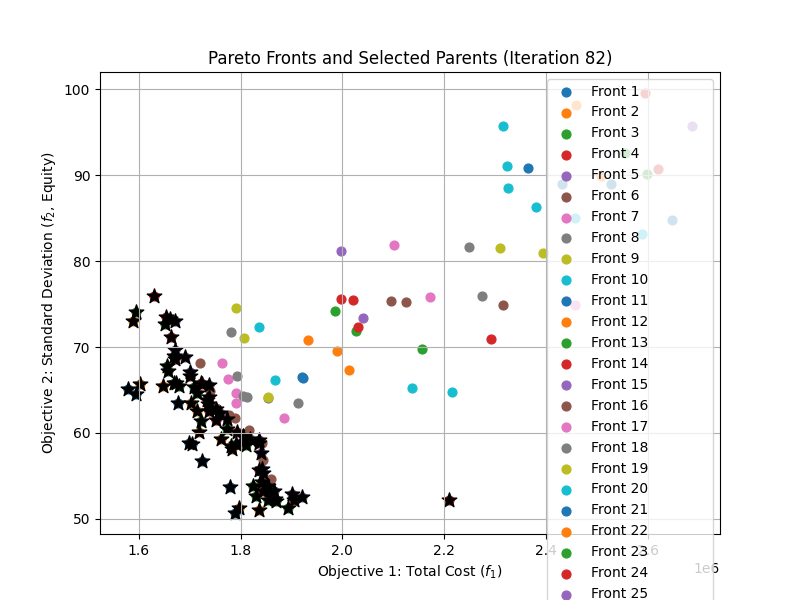 Pareto Fronts and Selected Parents (Iteration 82)
Objective 2: Standard Deviation (f2, Equity)
100
90
80
70
60
50
1.6
1.8
2.0
2.2
2.4
2.6
1e6
Objective 1: Total Cost (f1)
Front 1
Front 2
Front 3
Front 4
Front 5
Front 6
Front 7
Front 8
Front 9
Front 10
Front 11
Front 12
Front 13
Front 14
Front 15
Front 16
Front 17
Front 18
Front 19
Front 20
Front 21
Front 22
Front 23
Front 24
Front 25